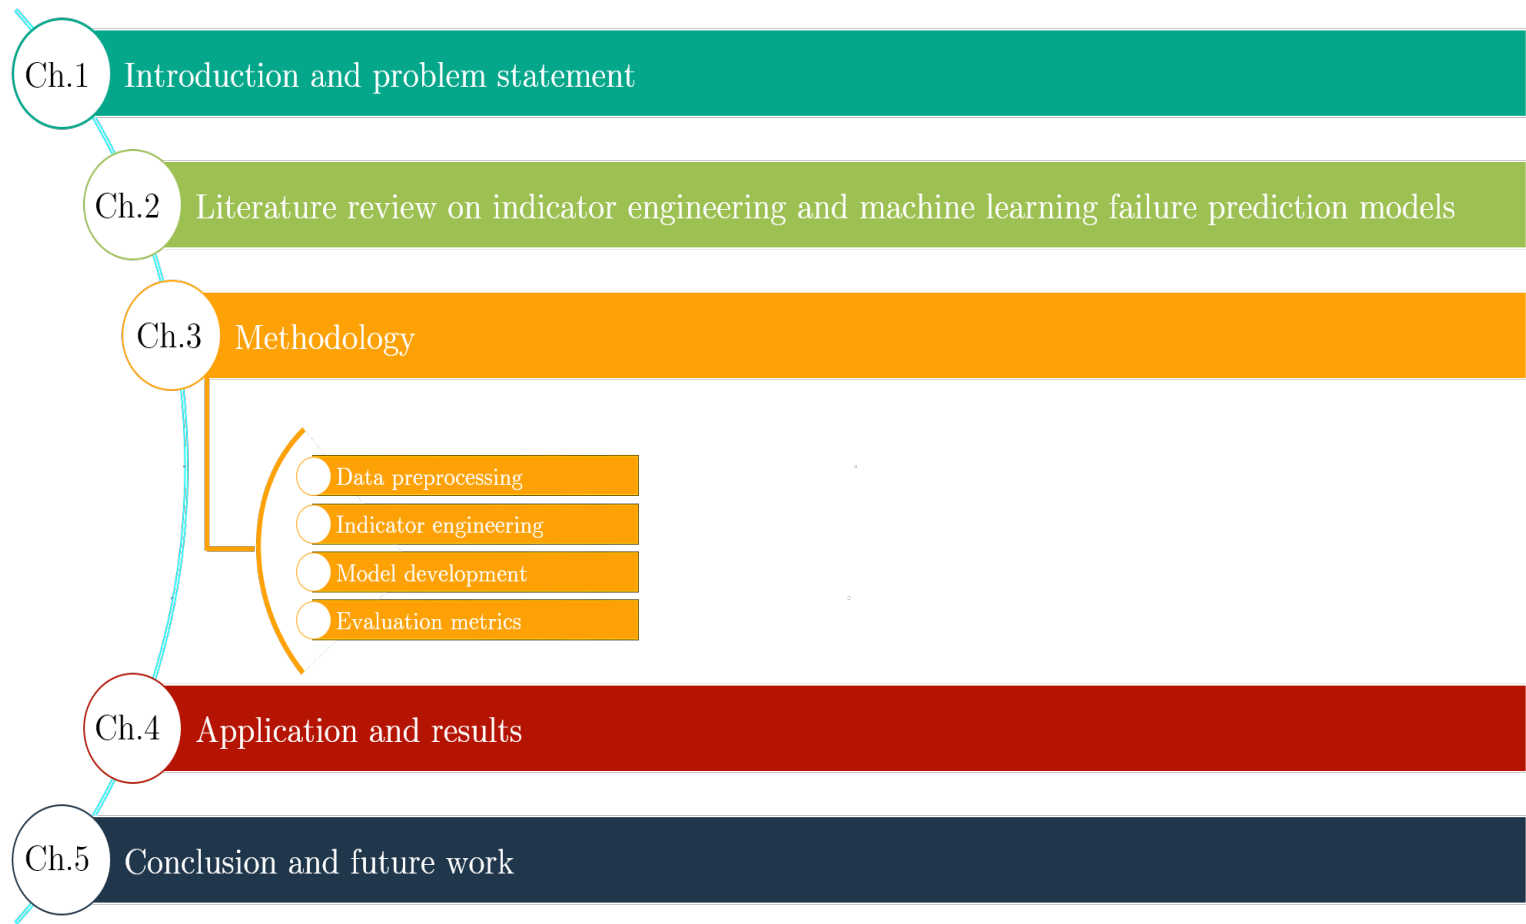 Ch.1 Introduction and problem statement
Ch.2 Literature review on indicator engineering and machine learning failure prediction models
Ch.3 Methodology
Data preprocessing
Indicator engineering
Model development
Evaluation metrics
Ch.4 Application and results
Ch.5 Conclusion and future work